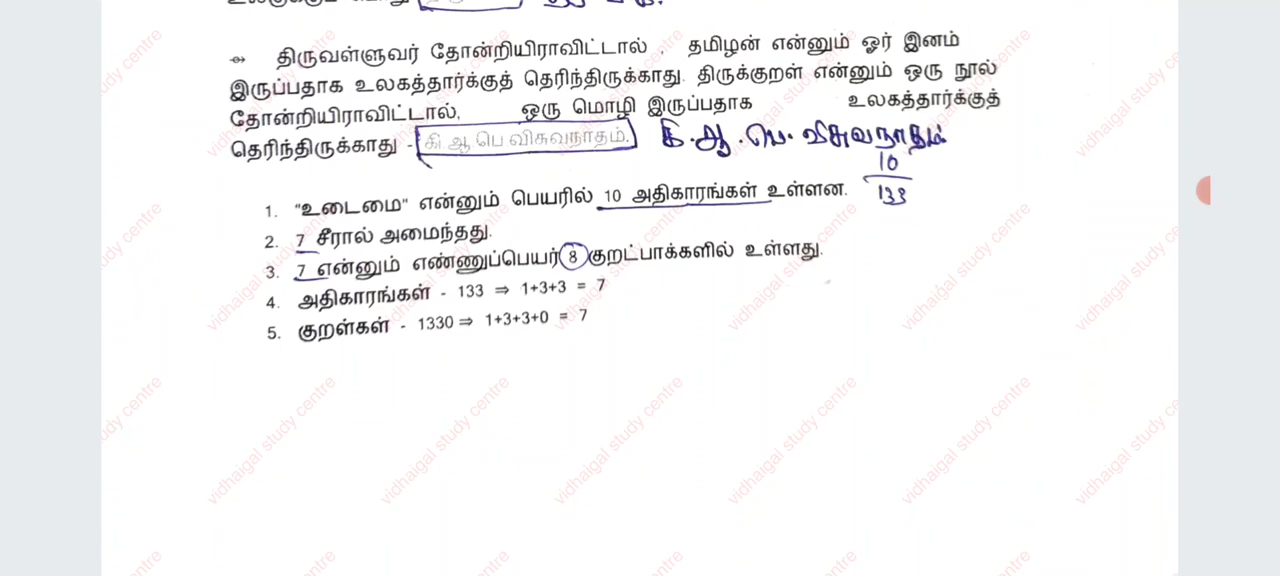 ⇴ திருவள்ளுவர் தோன்றியிராவிட்டால் , தமிழன் என்னும் ஓர் இனம்
இருப்பதாக உலகத்தார்க்குத் தெரிந்திருக்காது. திருக்குறள் என்னும் ஒரு நூல்
தோன்றியிராவிட்டால், ஒரு மொழி இருப்பதாக உலகத்தார்க்குத்
தெரிந்திருக்காது - கி.ஆ.பெ விசுவநாதம். கி.ஆ.பெ. விசுவநாதம்
10
133
1. "உடைமை" என்னும் பெயரில் 10 அதிகாரங்கள் உள்ளன.
2. 7 சீரால் அமைந்தது.
3. 7 என்னும் எண்ணுப்பெயர் 8 குறட்பாக்களில் உள்ளது.
4. அதிகாரங்கள் - 133 ⇒ 1+3+3 = 7
5. குறள்கள் - 1330 ⇒ 1+3+3+0 = 7
vidhaigal study centre